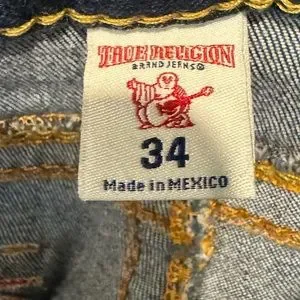 TRUE RELIGION
BRAND JEANS®
34
Made in MEXICO